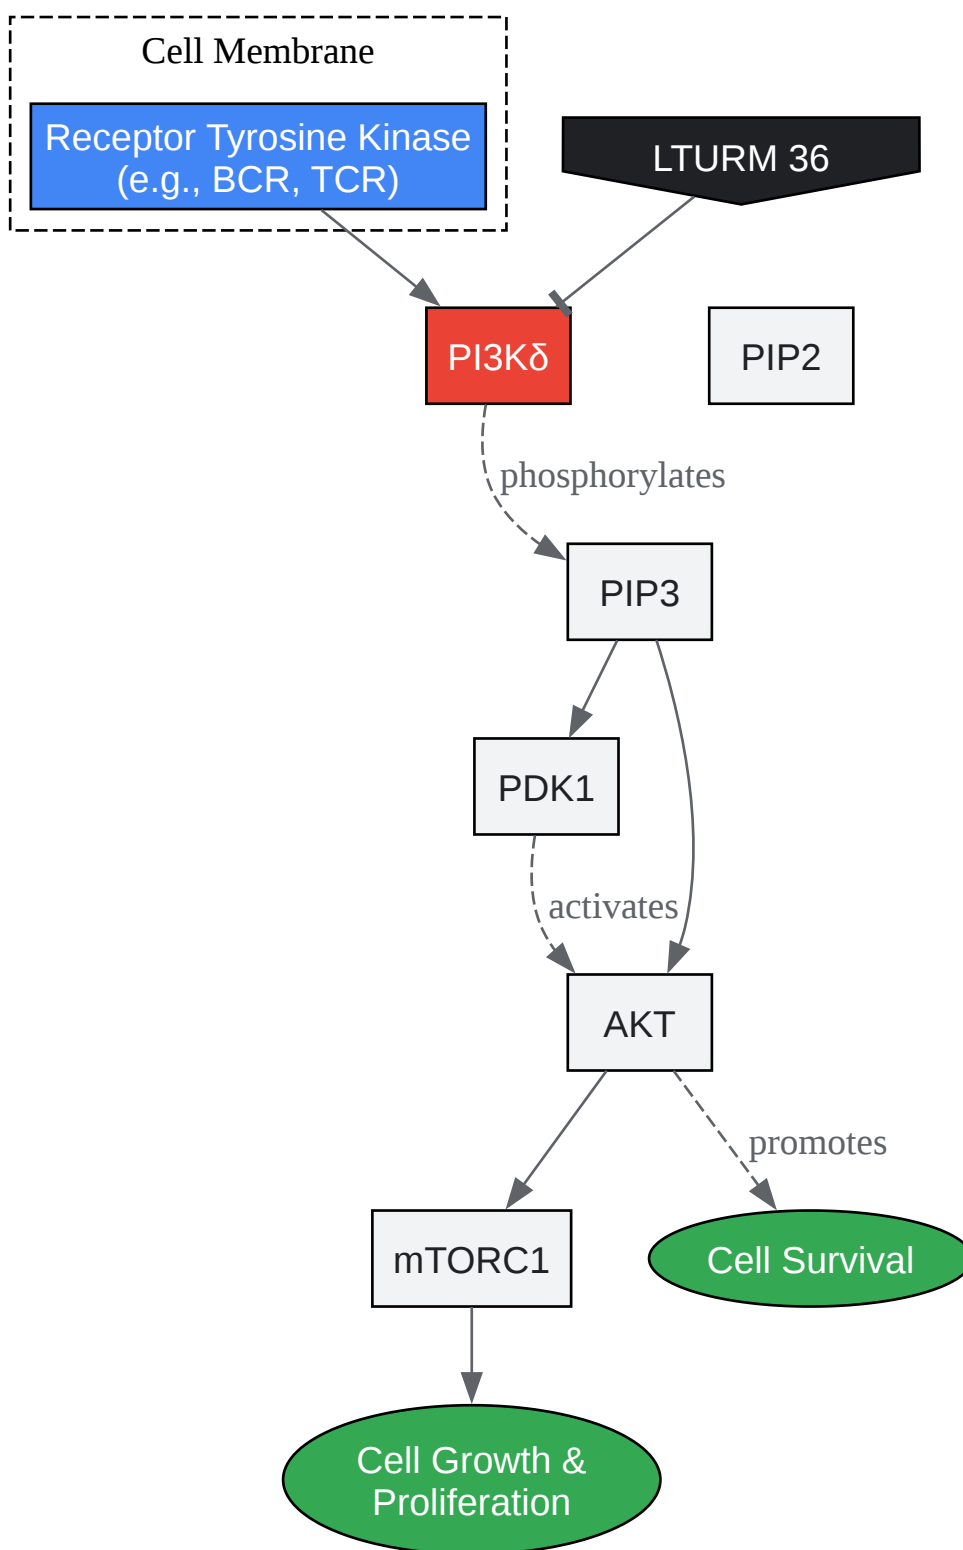 Cell Membrane
Receptor Tyrosine Kinase
(e.g., BCR, TCR)
LTURM 36
PI3Kδ
PIP2
phosphorylates
PIP3
PDK1
activates
AKT
promotes
mTORC1
Cell Survival
Cell Growth &
Proliferation